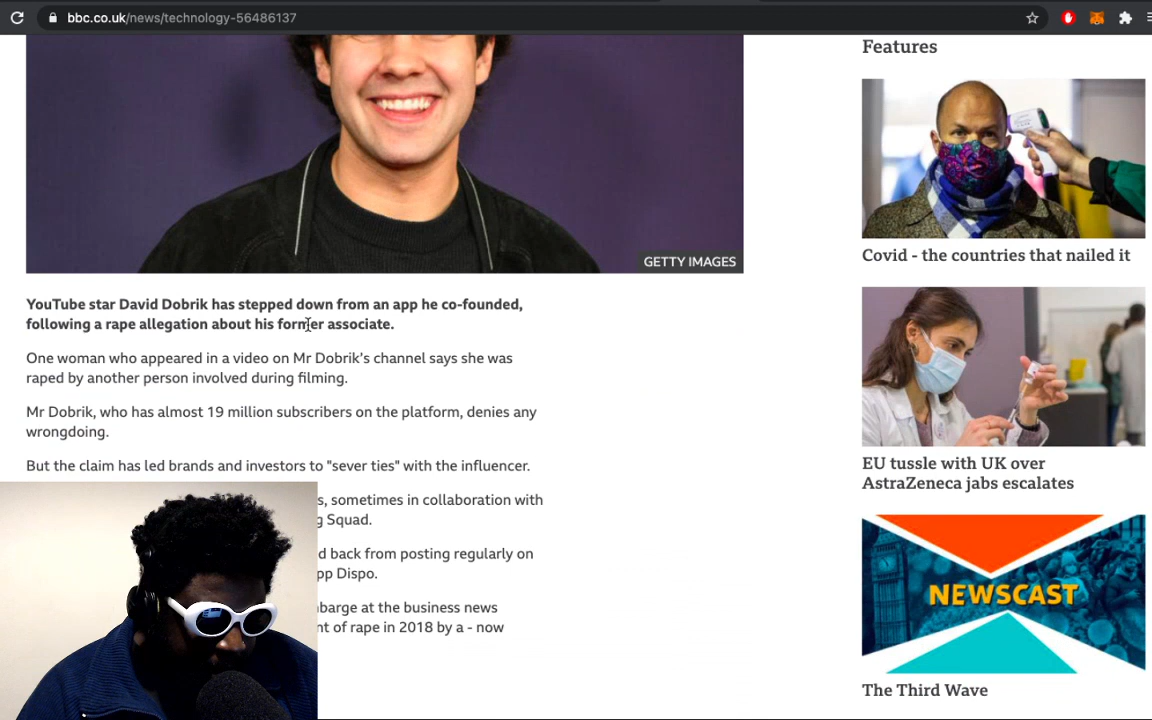 bbc.co.uk/news/technology-56486137
Features
GETTY IMAGES
Covid - the countries that nailed it
YouTube star David Dobrik has stepped down from an app he co-founded,
following a rape allegation about his former associate.
One woman who appeared in a video on Mr Dobrik's channel says she was
raped by another person involved during filming.
Mr Dobrik, who has almost 19 million subscribers on the platform, denies any
wrongdoing.
But the claim has led brands and investors to "sever ties" with the influencer.
EU tussle with UK over
AstraZeneca jabs escalates
s, sometimes in collaboration with
g Squad.
d back from posting regularly on
pp Dispo.
barge at the business news
nt of rape in 2018 by a - now
NEWSCAST
The Third Wave